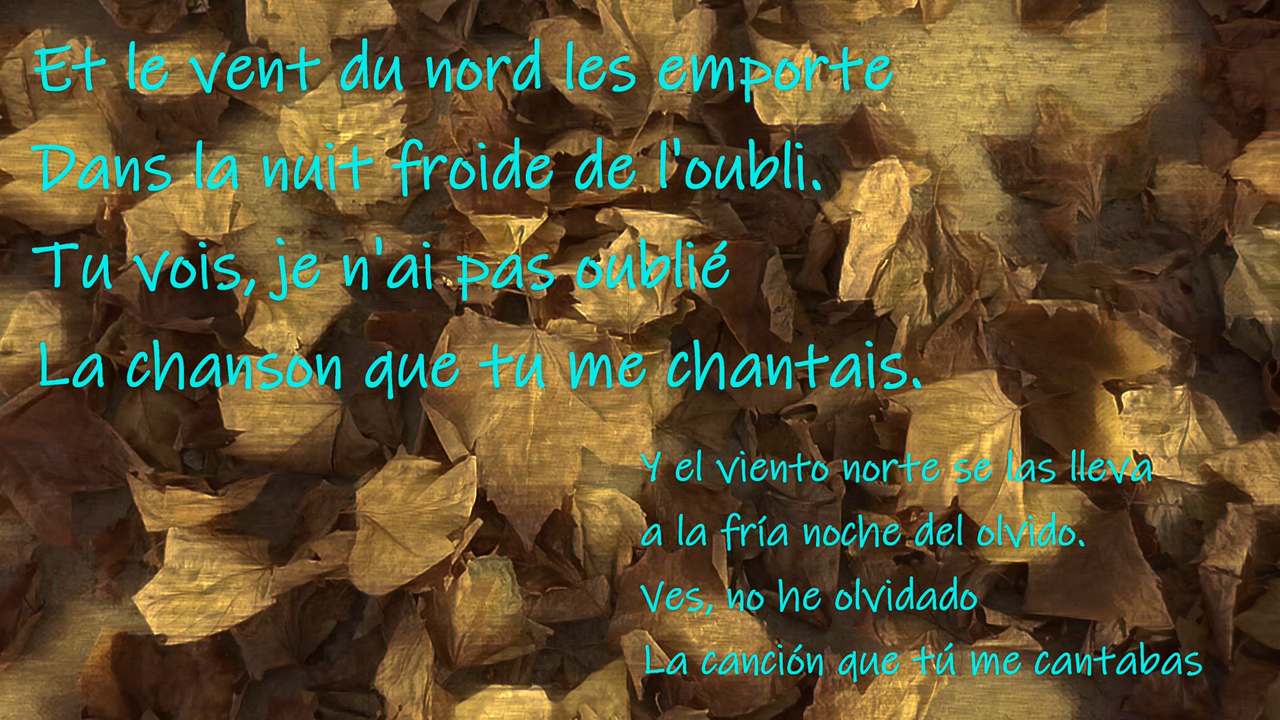 Et le vent du nord les emporte
Dans la nuit froide de l'oubli.
Tu vois, je n'ai pas oublié
La chanson que tu me chantais.
Y el viento norte se las lleva
a la fría noche del olvido.
Ves, no he olvidado
La canción que tú me cantabas